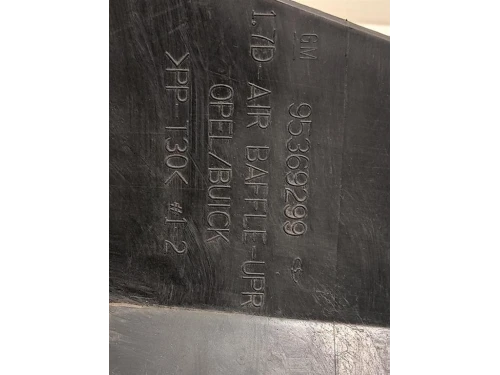 GM 95369299
1.7D-AIR BAFFLE-UPR
/OPEL/BUICK
>PP-T30< #1-2